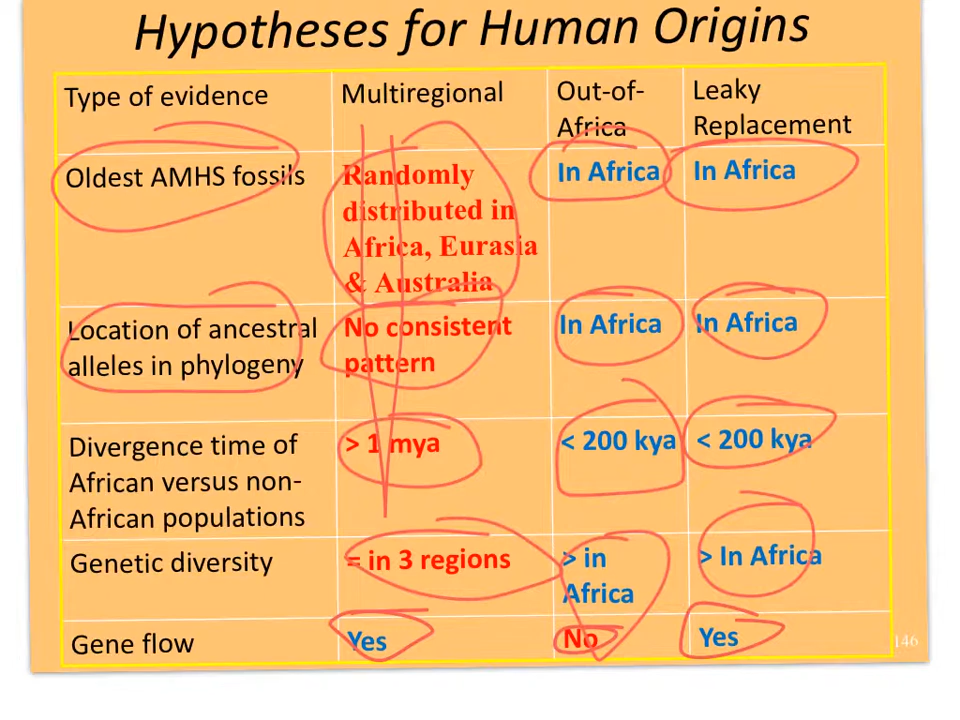 Hypotheses for Human Origins
Type of evidence
Multiregional
Out-of-
Africa
Leaky
Replacement
Oldest AMHS fossils
Randomly
distributed in
Africa, Eurasia
& Australia
In Africa
In Africa
Location of ancestral
alleles in phylogeny
No consistent
pattern
In Africa
In Africa
Divergence time of
African versus non-
African populations
> 1 mya
< 200 kya
< 200 kya
Genetic diversity
= in 3 regions
> in
Africa
> In Africa
Gene flow
Yes
No
Yes
146